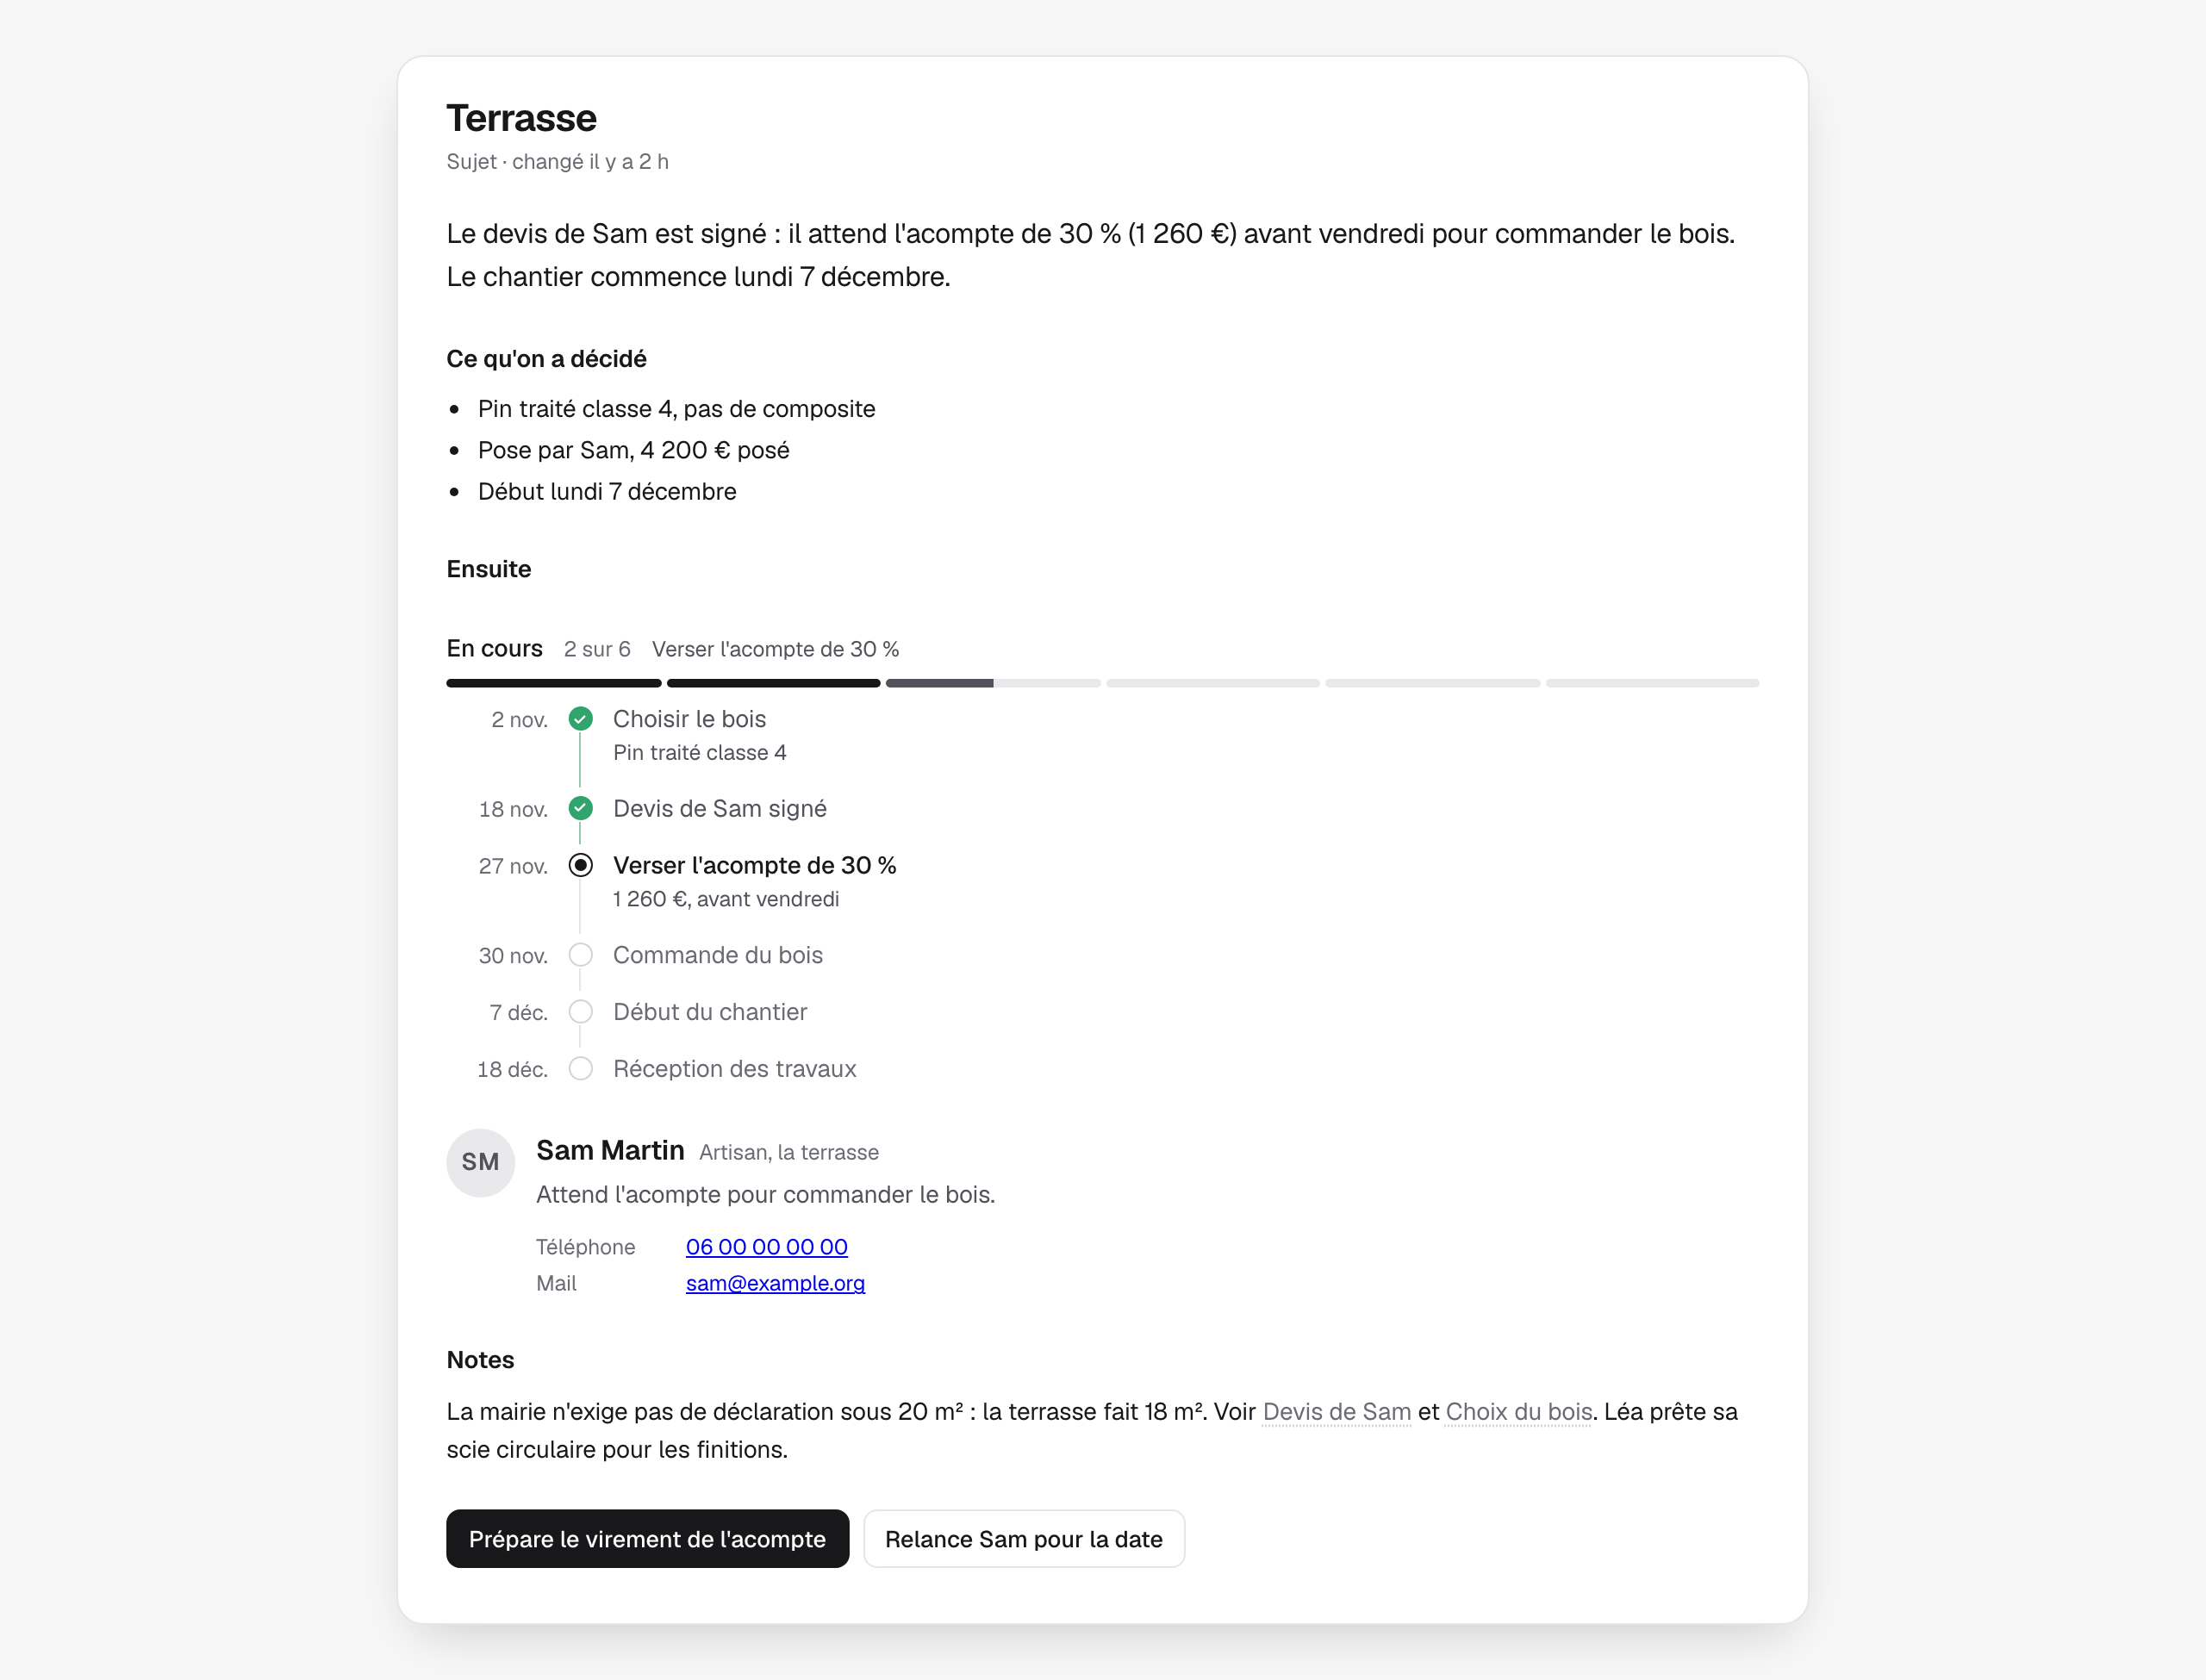 Terrasse
Sujet · changé il y a 2 h
Le devis de Sam est signé : il attend l'acompte de 30 % (1 260 €) avant vendredi pour commander le bois.
Le chantier commence lundi 7 décembre.
Ce qu'on a décidé
• Pin traité classe 4, pas de composite
• Pose par Sam, 4 200 € posé
• Début lundi 7 décembre
Ensuite
En cours 2 sur 6 Verser l'acompte de 30 %
2 nov. Choisir le bois
Pin traité classe 4
18 nov. Devis de Sam signé
27 nov. Verser l'acompte de 30 %
1 260 €, avant vendredi
30 nov. Commande du bois
7 déc. Début du chantier
18 déc. Réception des travaux
SM Sam Martin Artisan, la terrasse
Attend l'acompte pour commander le bois.
Téléphone 06 00 00 00 00
Mail sam@example.org
Notes
La mairie n'exige pas de déclaration sous 20 m² : la terrasse fait 18 m². Voir Devis de Sam et Choix du bois. Léa prête sa
scie circulaire pour les finitions.
Prépare le virement de l'acompte Relance Sam pour la date